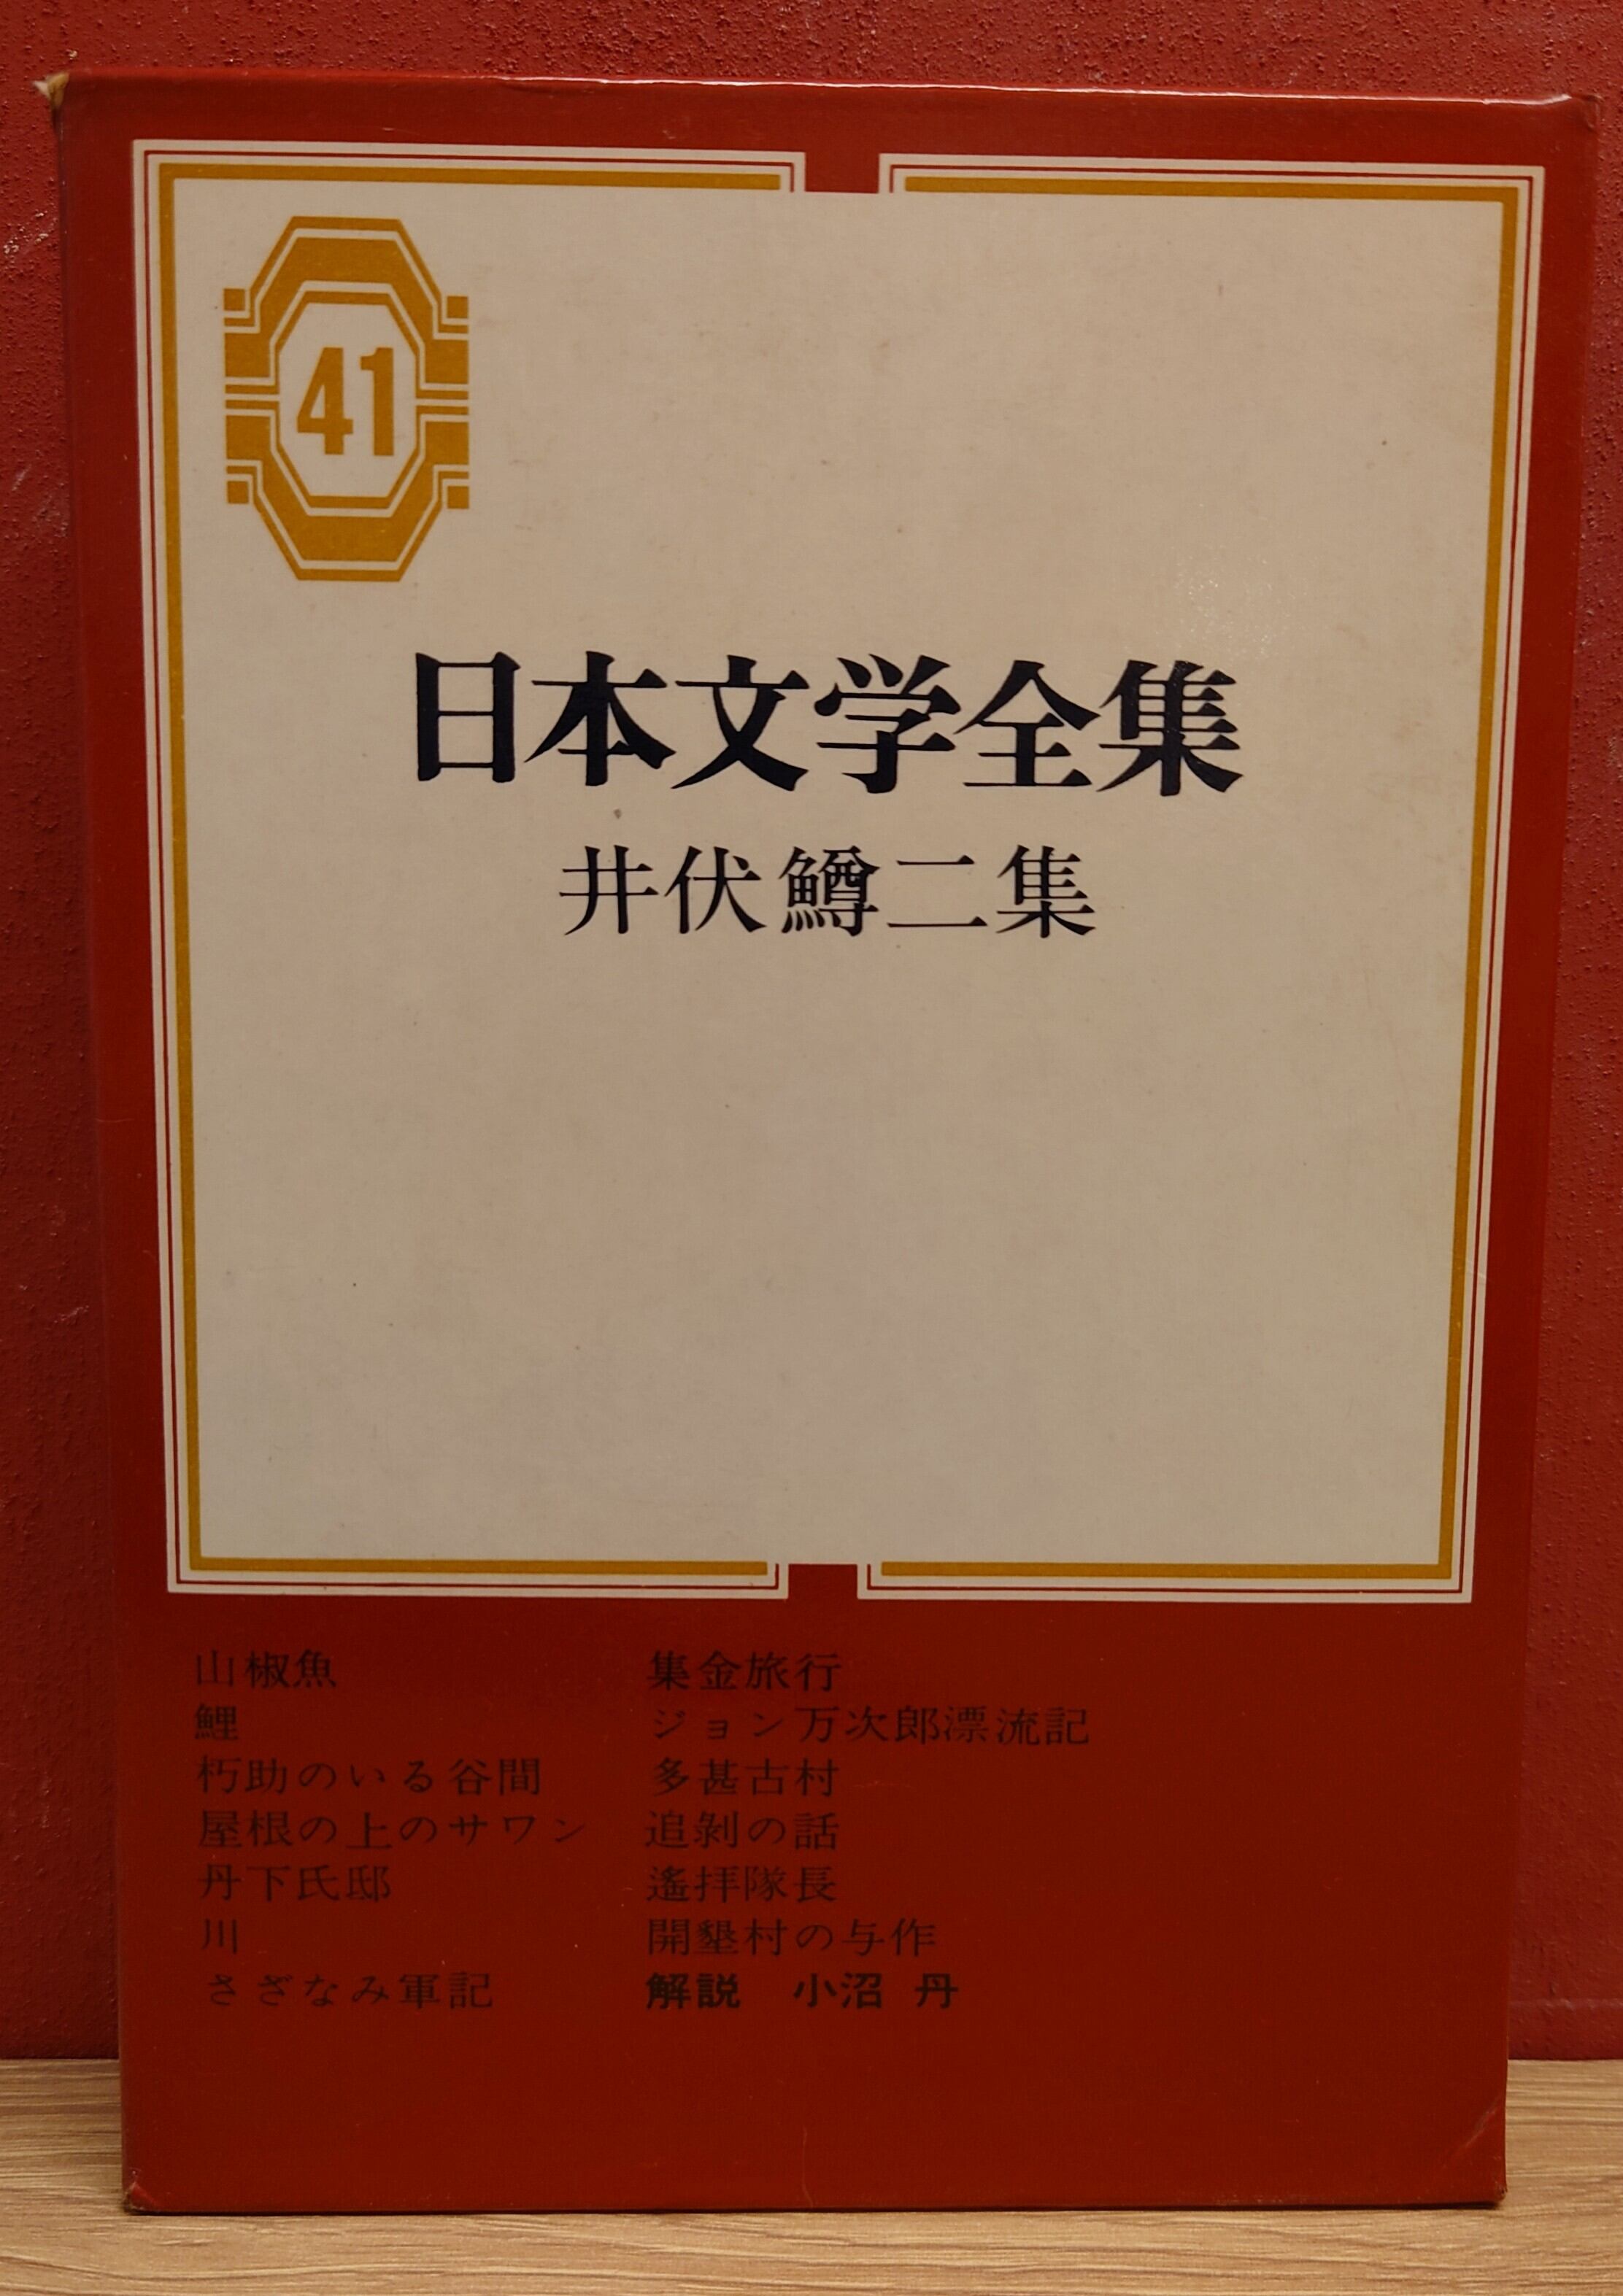 41
日本文学全集
井伏鱒二集
山椒魚
鯉
朽助のいる谷間
屋根の上のサワン
丹下氏邸
川
さざなみ軍記
集金旅行
ジョン万次郎漂流記
多甚古村
追剝の話
遙拝隊長
開墾村の与作
解説 小沼 丹